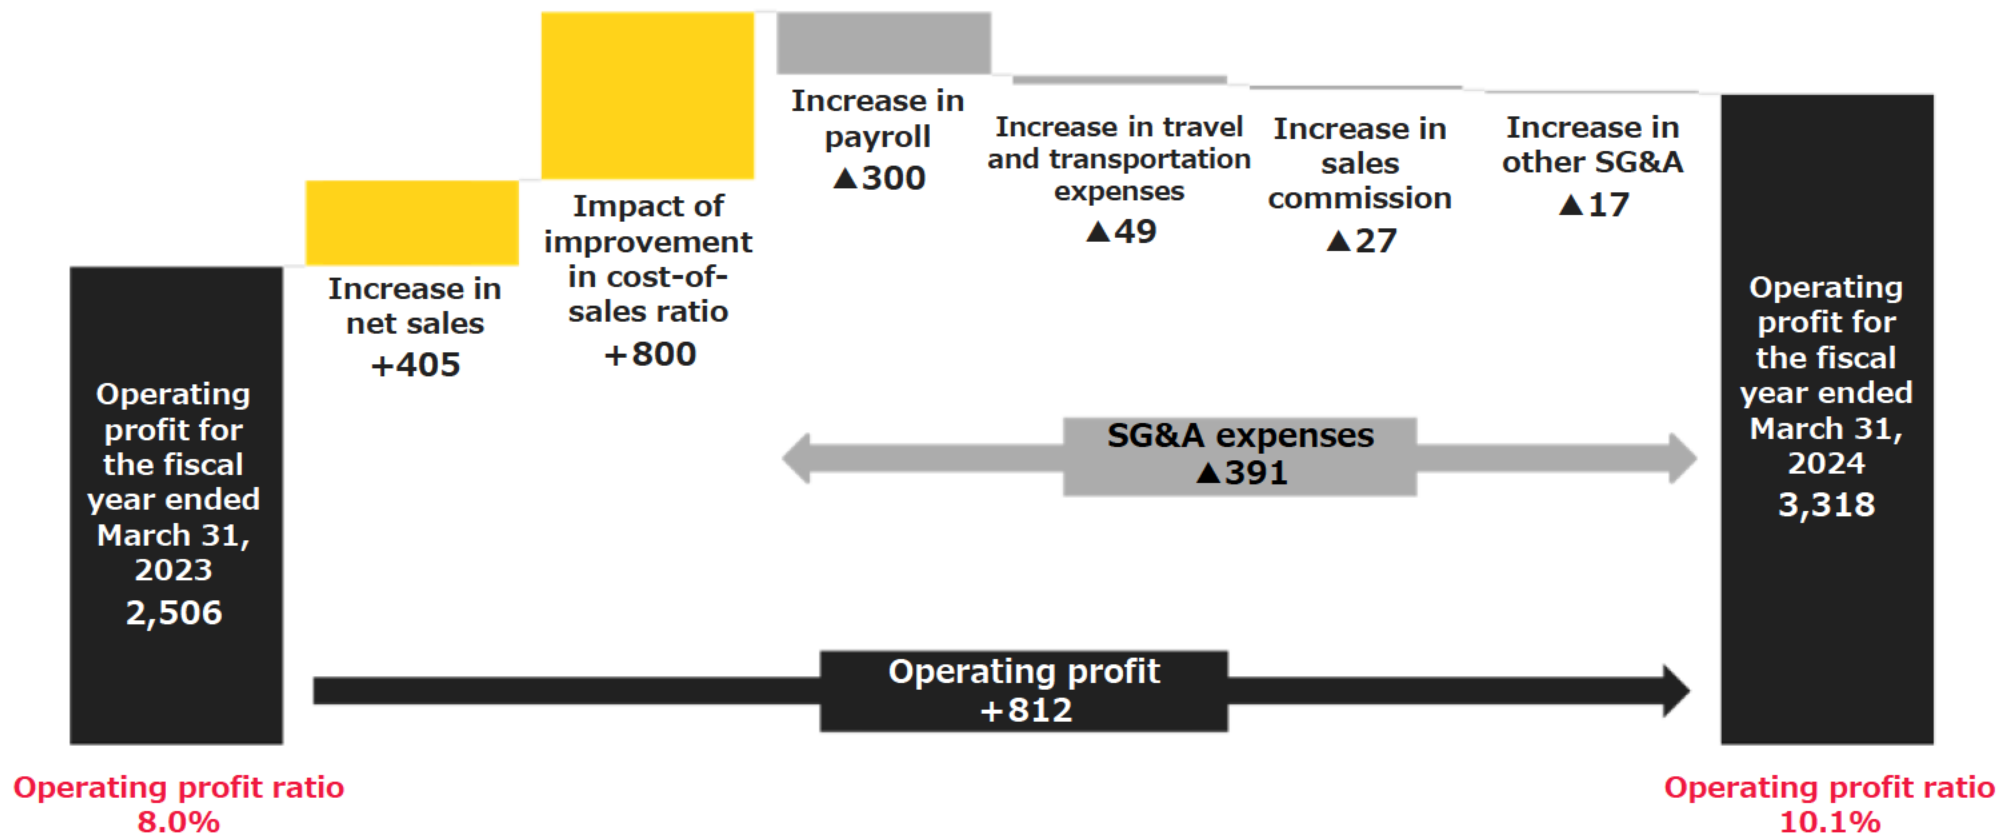 Operating
profit for
the fiscal
year ended
March 31,
2023
2,506
Increase in
net sales
+405
Impact of
improvement
in cost-of-
sales ratio
+800
Increase in
payroll
▲300
Increase in travel
and transportation
expenses
▲49
Increase in
sales
commission
▲27
Increase in
other SG&A
▲17
Operating
profit for
the fiscal
year ended
March 31,
2024
3,318
SG&A expenses
▲391
Operating profit
+812
Operating profit ratio
8.0%
Operating profit ratio
10.1%